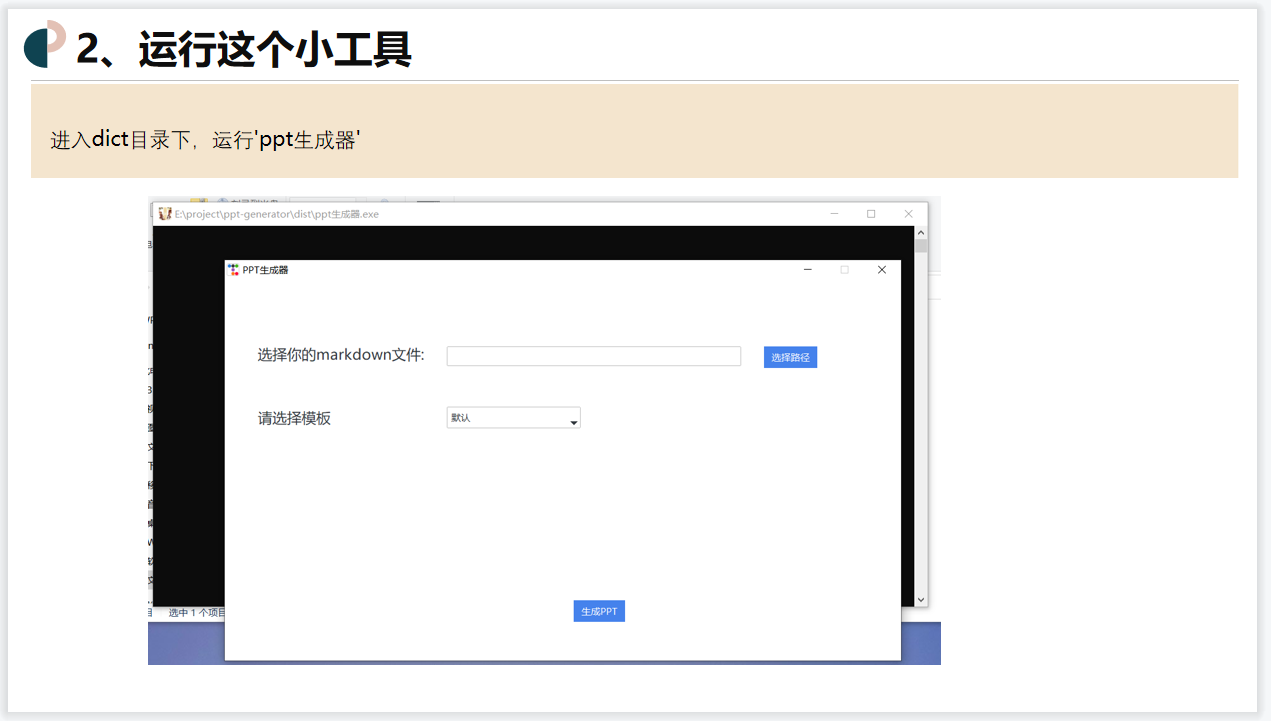 2、运行这个小工具
进入dict目录下，运行'ppt生成器'
E:\project\ppt-generator\dist\ppt生成器.exe
PPT生成器
选择你的markdown文件:
选择路径
请选择模板
默认
选中 1 个项目
生成PPT